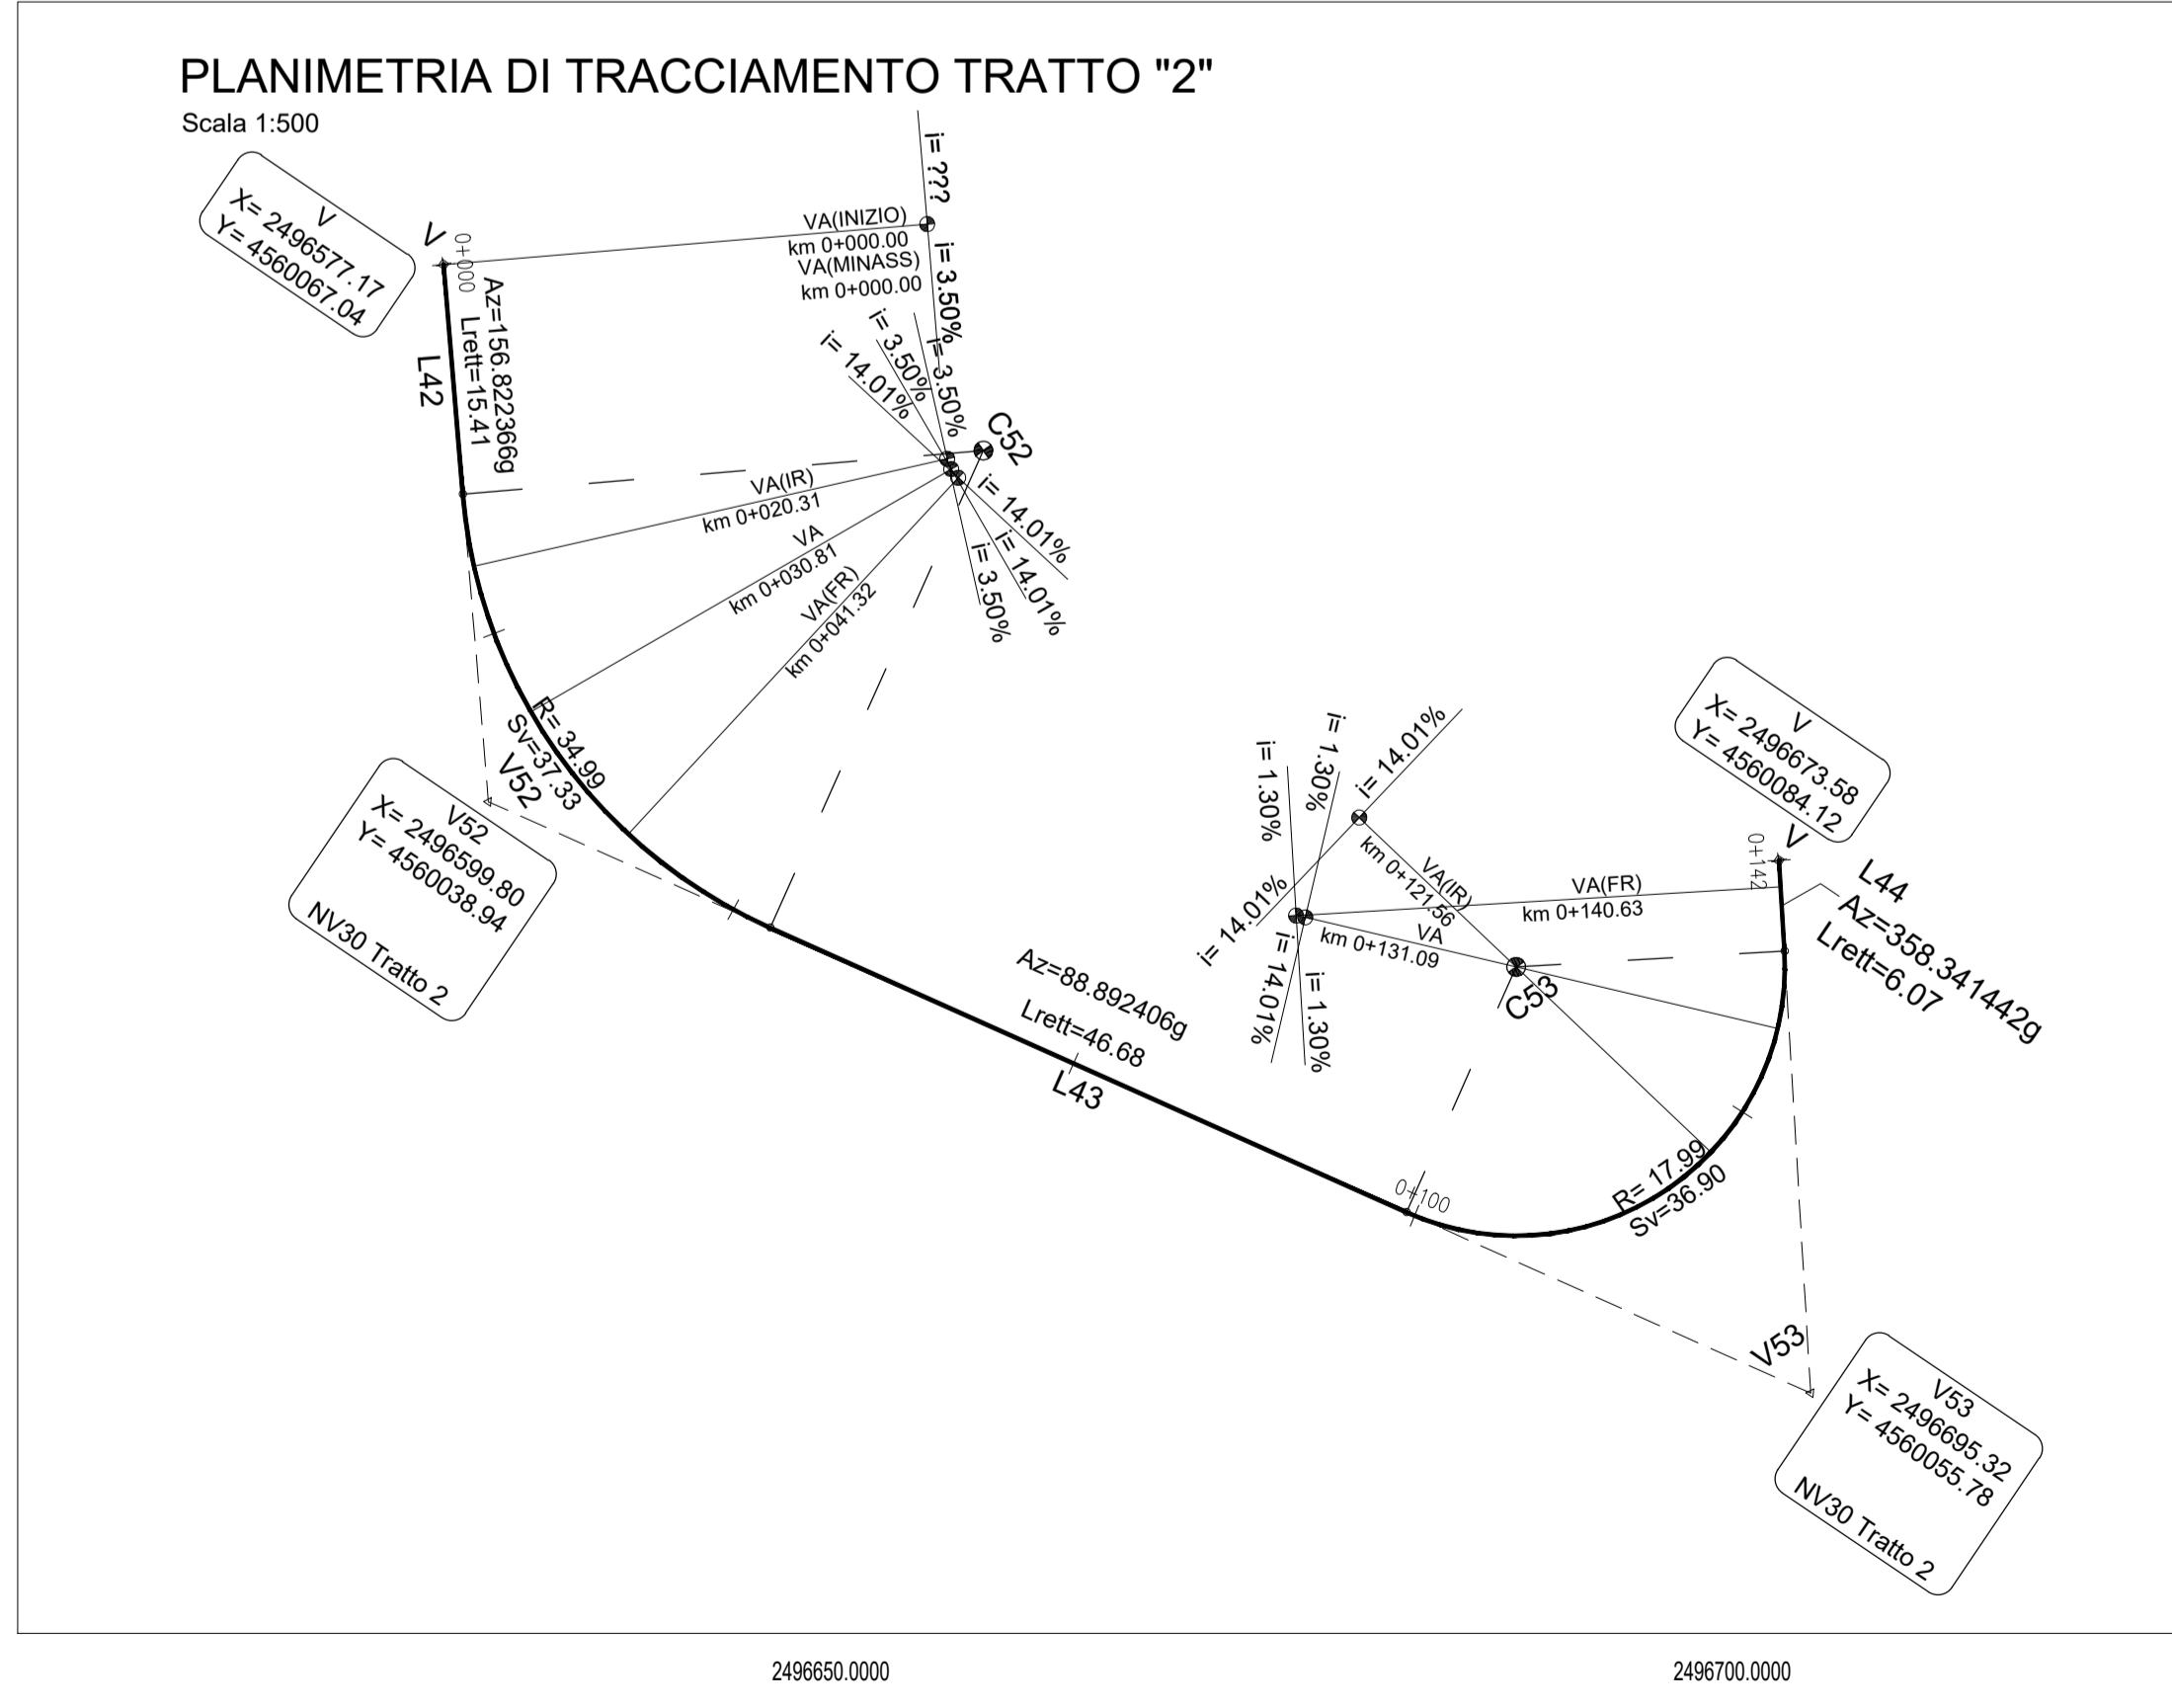 PLANIMETRIA DI TRACCIAMENTO TRATTO "2"
Scala 1:500
V
X= 2496577.17
Y= 4560067.04
V
0+000
Az=156.822366g
Lrett=15.41
L42
i= ???
VA(INIZIO)
km 0+000.00
VA(MINASS)
km 0+000.00
i= 3.50%
i= 3.50%
i= 3.50%
i= 14.01%
C52
VA(IR)
km 0+020.31
VA
km 0+030.81
VA(FR)
km 0+041.32
i= 14.01%
i= 14.01%
i= 3.50%
R= 34.99
Sv=37.33
V52
V52
X= 2496599.80
Y= 4560038.94
NV30 Tratto 2
Az=88.892406g
Lrett=46.68
L43
i= 1.30%
i= 1.30%
i= 14.01%
i= 14.01%
i= 14.01%
i= 1.30%
VA(IR)
km 0+121.56
VA
km 0+131.09
VA(FR)
km 0+140.63
C53
V
X= 2496673.58
Y= 4560084.12
V
0+142
L44
Az=358.341442g
Lrett=6.07
0+100
R= 17.99
Sv=36.90
V53
V53
X= 2496695.32
Y= 4560055.78
NV30 Tratto 2
2496650.0000
2496700.0000